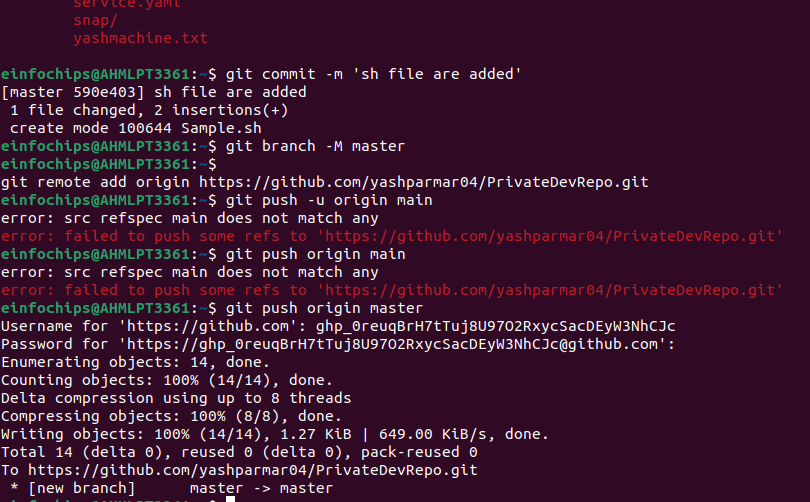 service.yaml
snap/
yashmachine.txt
einfochips@AHMLPT3361:~$ git commit -m 'sh file are added'
[master 590e403] sh file are added
1 file changed, 2 insertions(+)
create mode 100644 Sample.sh
einfochips@AHMLPT3361:~$ git branch -M master
einfochips@AHMLPT3361:~$
git remote add origin https://github.com/yashparmar04/PrivateDevRepo.git
einfochips@AHMLPT3361:~$ git push -u origin main
error: src refspec main does not match any
error: failed to push some refs to 'https://github.com/yashparmar04/PrivateDevRepo.git'
einfochips@AHMLPT3361:~$ git push origin main
error: src refspec main does not match any
error: failed to push some refs to 'https://github.com/yashparmar04/PrivateDevRepo.git'
einfochips@AHMLPT3361:~$ git push origin master
Username for 'https://github.com': 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
Password for 'https://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@github.com':
Enumerating objects: 14, done.
Counting objects: 100% (14/14), done.
Delta compression using up to 8 threads
Compressing objects: 100% (8/8), done.
Writing objects: 100% (14/14), 1.27 KiB | 649.00 KiB/s, done.
Total 14 (delta 0), reused 0 (delta 0), pack-reused 0
To https://github.com/yashparmar04/PrivateDevRepo.git
* [new branch] master -> master
einfochips@AHMLPT3361:~$